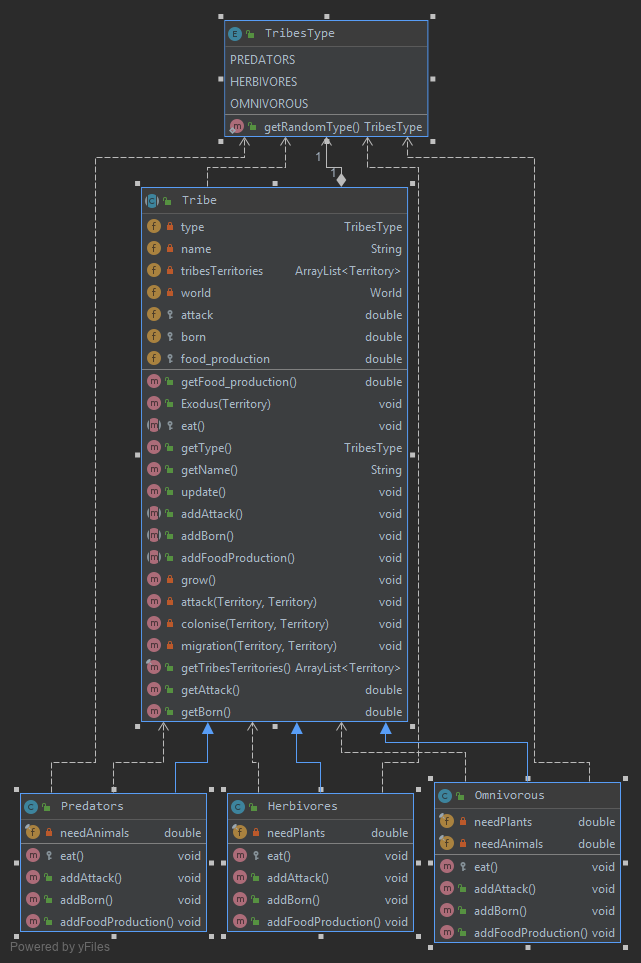 TribesType
PREDATORS
HERBIVORES
OMNIVOROUS
getRandomType() TribesType
1
1
Tribe
type TribesType
name String
tribesTerritories ArrayList<Territory>
world World
attack double
born double
food_production double
getFood_production() double
Exodus(Territory) void
eat() void
getType() TribesType
getName() String
update() void
addAttack() void
addBorn() void
addFoodProduction() void
grow() void
attack(Territory, Territory) void
colonise(Territory, Territory) void
migration(Territory, Territory) void
getTribesTerritories() ArrayList<Territory>
getAttack() double
getBorn() double
Predators
needAnimals double
eat() void
addAttack() void
addBorn() void
addFoodProduction() void
Herbivores
needPlants double
eat() void
addAttack() void
addBorn() void
addFoodProduction() void
Omnivorous
needPlants double
needAnimals double
eat() void
addAttack() void
addBorn() void
addFoodProduction() void
Powered by yFiles